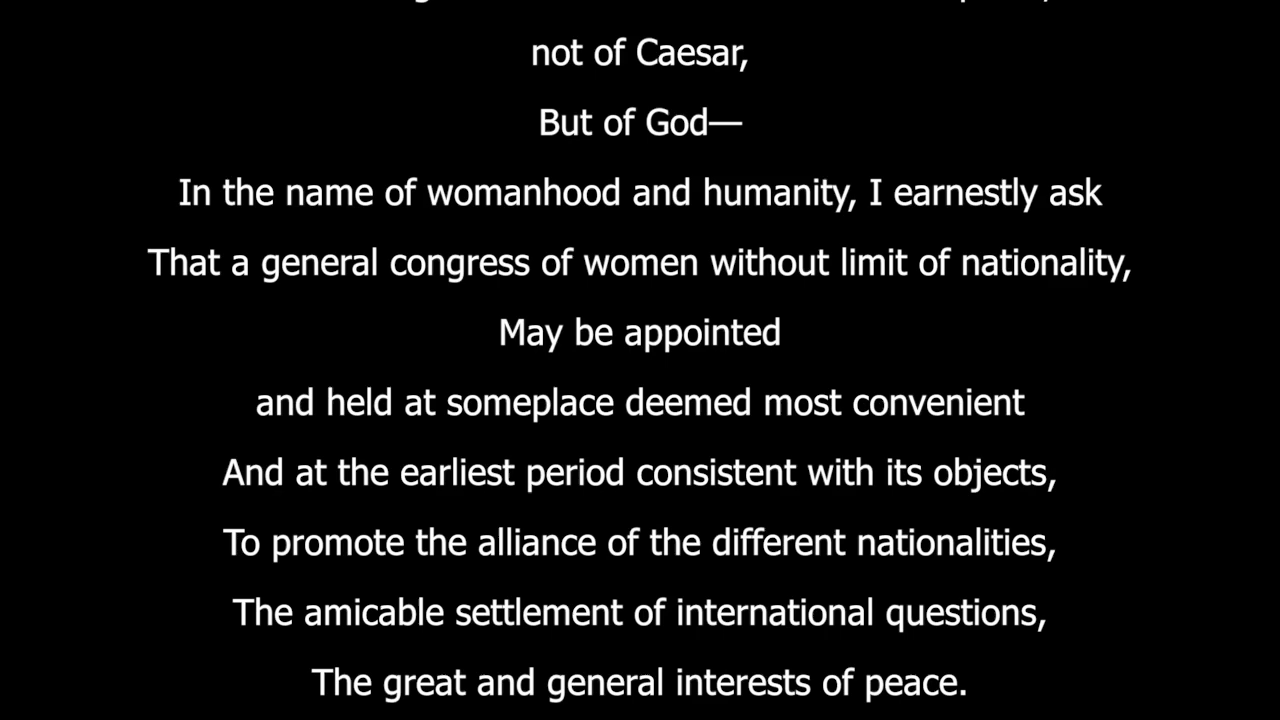 not of Caesar,
But of God—
In the name of womanhood and humanity, I earnestly ask
That a general congress of women without limit of nationality,
May be appointed
and held at someplace deemed most convenient
And at the earliest period consistent with its objects,
To promote the alliance of the different nationalities,
The amicable settlement of international questions,
The great and general interests of peace.